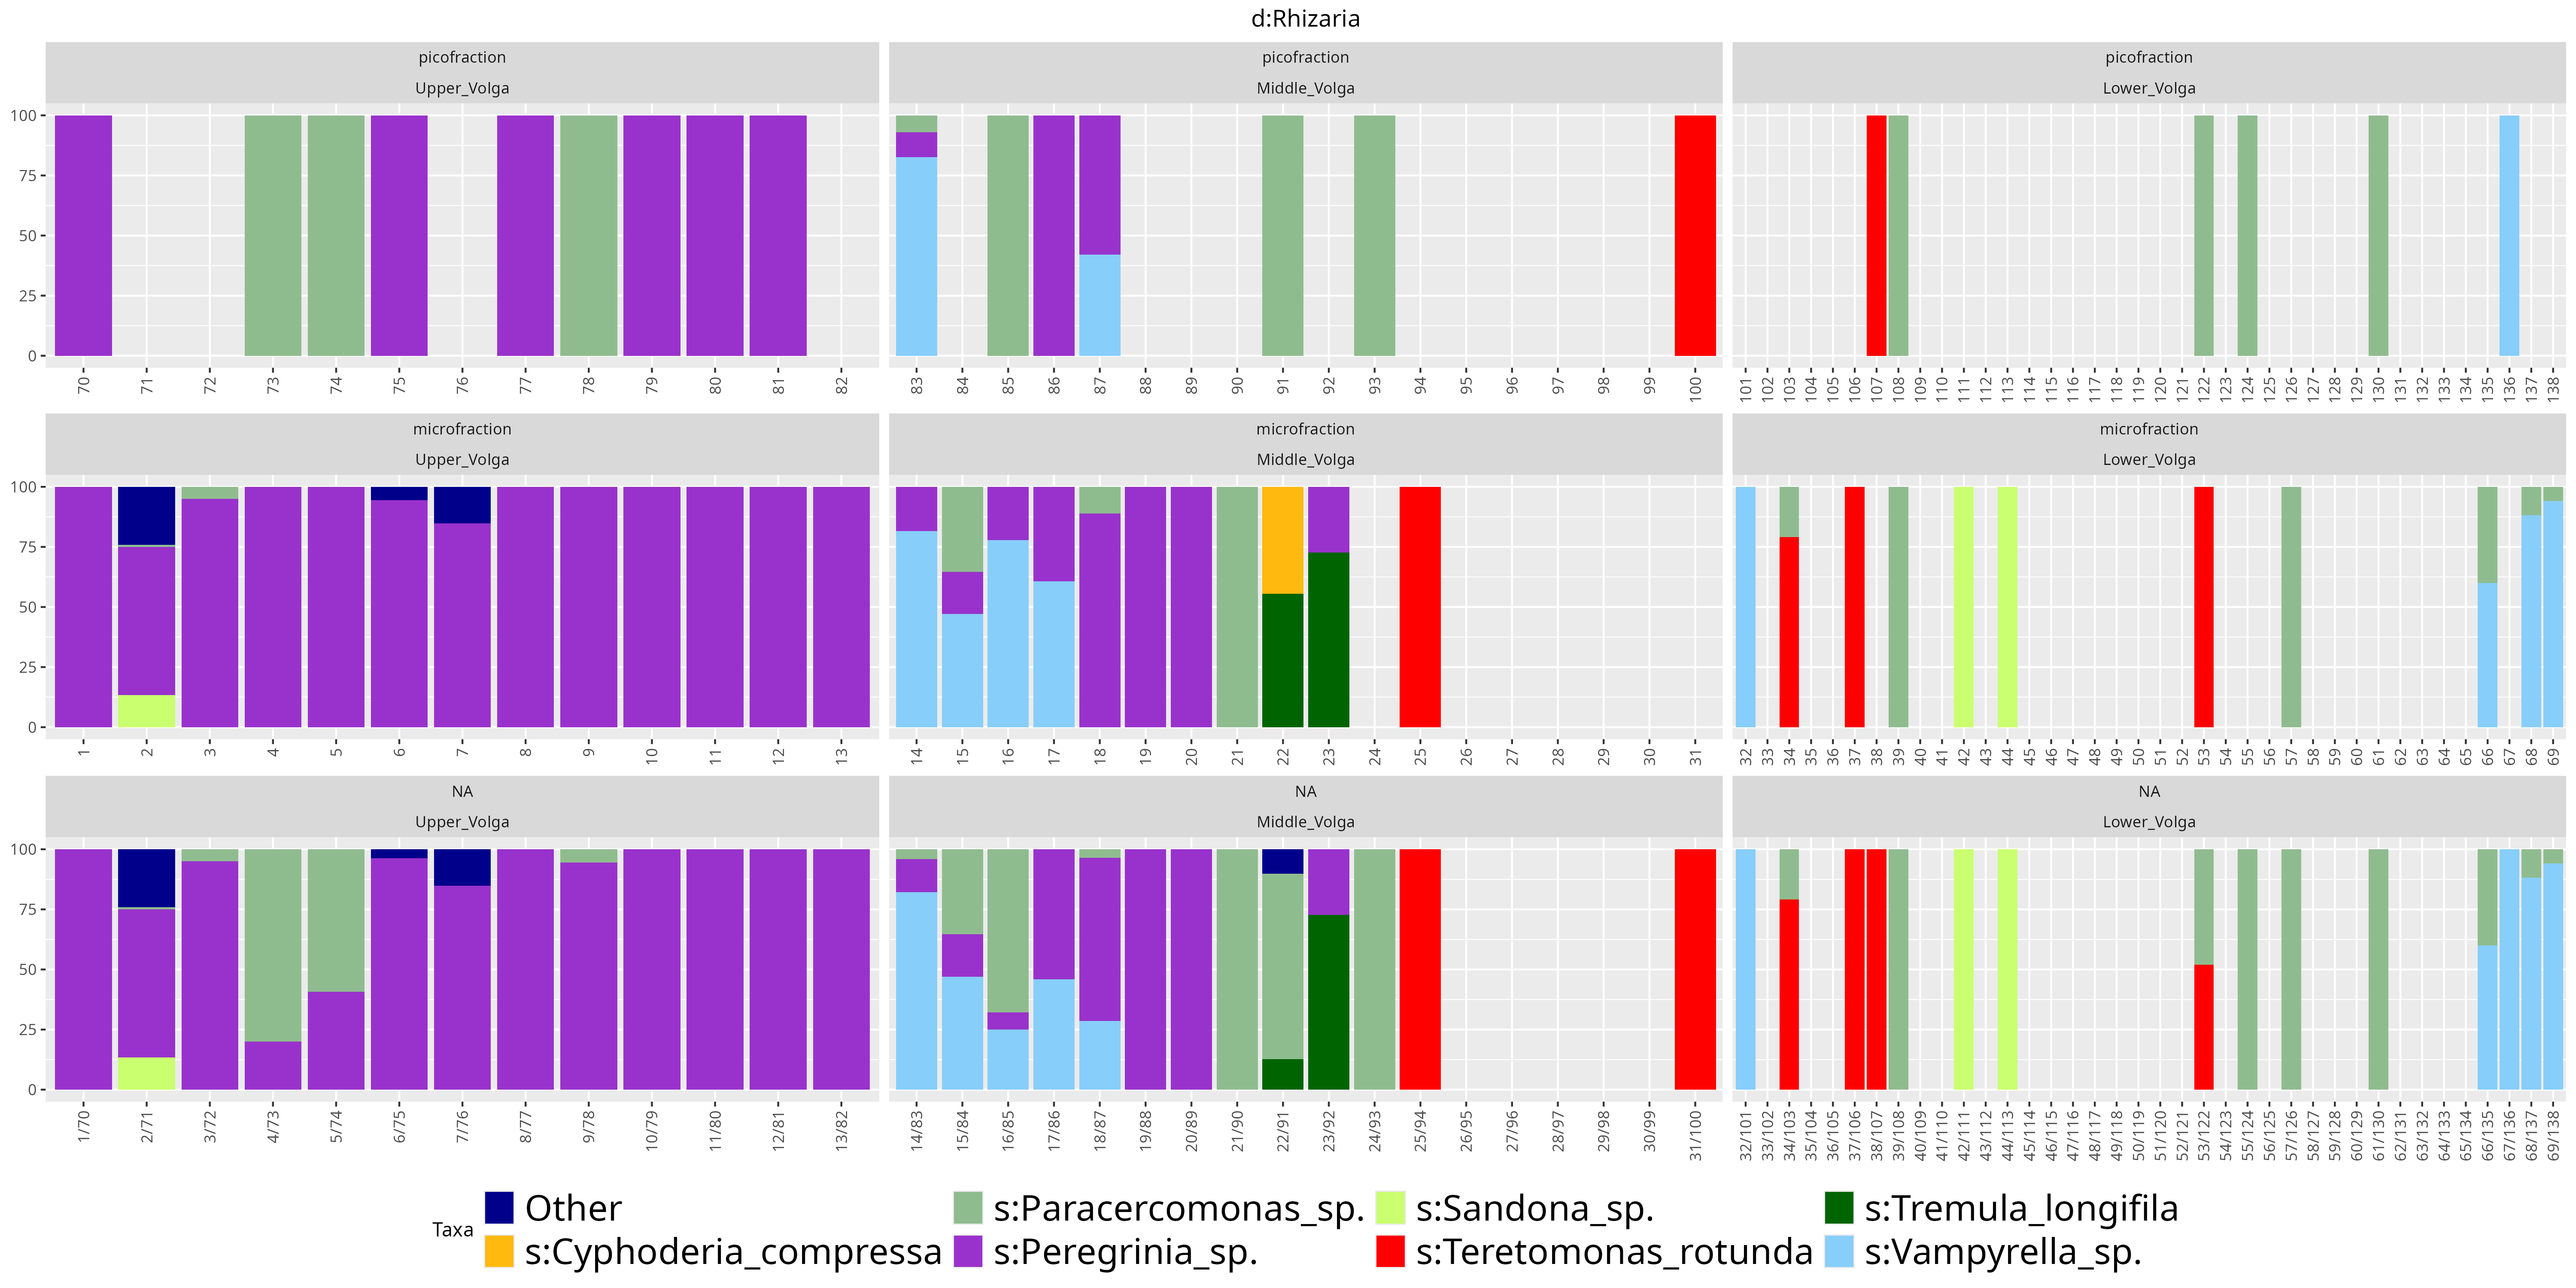 d:Rhizaria
picofraction picofraction picofraction
Upper_Volga Middle_Volga Lower_Volga
100
75
50
25
0
70 71 72 73 74 75 76 77 78 79 80 81 82 83 84 85 86 87 88 89 90 91 92 93 94 95 96 97 98 99 100 101 102 103 104 105 106 107 108 109 110 111 112 113 114 115 116 117 118 119 120 121 122 123 124 125 126 127 128 129 130 131 132 133 134 135 136 137 138
microfraction microfraction microfraction
Upper_Volga Middle_Volga Lower_Volga
100
75
50
25
0
1 2 3 4 5 6 7 8 9 10 11 12 13 14 15 16 17 18 19 20 21 22 23 24 25 26 27 28 29 30 31 32 33 34 35 36 37 38 39 40 41 42 43 44 45 46 47 48 49 50 51 52 53 54 55 56 57 58 59 60 61 62 63 64 65 66 67 68 69
NA NA NA
Upper_Volga Middle_Volga Lower_Volga
100
75
50
25
0
1/70 2/71 3/72 4/73 5/74 6/75 7/76 8/77 9/78 10/79 11/80 12/81 13/82 14/83 15/84 16/85 17/86 18/87 19/88 20/89 21/90 22/91 23/92 24/93 25/94 26/95 27/96 28/97 29/98 30/99 31/100 32/101 33/102 34/103 35/104 36/105 37/106 38/107 39/108 40/109 41/110 42/111 43/112 44/113 45/114 46/115 47/116 48/117 49/118 50/119 51/120 52/121 53/122 54/123 55/124 56/125 57/126 58/127 59/128 60/129 61/130 62/131 63/132 64/133 65/134 66/135 67/136 68/137 69/138
Taxa
Other s:Paracercomonas_sp. s:Sandona_sp. s:Tremula_longifila
s:Cyphoderia_compressa s:Peregrinia_sp. s:Teretomonas_rotunda s:Vampyrella_sp.